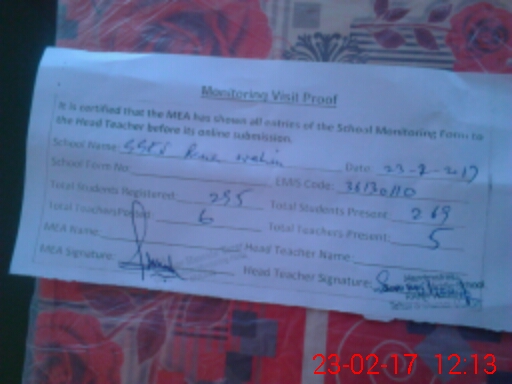 Monitoring Visit Proof
It is certified that the MEA has shown all entries of the School Monitoring Form to
the Head Teacher before its online submission.
School Name: Date: 23-2-2017
School Form No: EMIS Code: 36130110
Total Students Registered: 295 Total Students Present: 269
Total Teachers Posted: 6 Total Teachers Present: 5
MEA Name: Head Teacher Name:
MEA Signature: Head Teacher Signature:
23-02-17 12:13